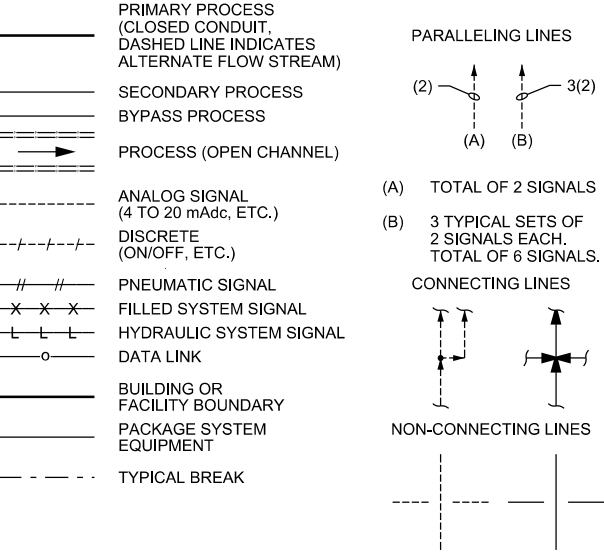 PRIMARY PROCESS
(CLOSED CONDUIT,
DASHED LINE INDICATES
ALTERNATE FLOW STREAM)
SECONDARY PROCESS
BYPASS PROCESS
PROCESS (OPEN CHANNEL)
ANALOG SIGNAL
(4 TO 20 mAdc, ETC.)
DISCRETE
(ON/OFF, ETC.)
PNEUMATIC SIGNAL
X X X FILLED SYSTEM SIGNAL
L L L HYDRAULIC SYSTEM SIGNAL
o DATA LINK
BUILDING OR
FACILITY BOUNDARY
PACKAGE SYSTEM
EQUIPMENT
TYPICAL BREAK
PARALLELING LINES
(2) 3(2)
(A) (B)
(A) TOTAL OF 2 SIGNALS
(B) 3 TYPICAL SETS OF
2 SIGNALS EACH.
TOTAL OF 6 SIGNALS.
CONNECTING LINES
NON-CONNECTING LINES